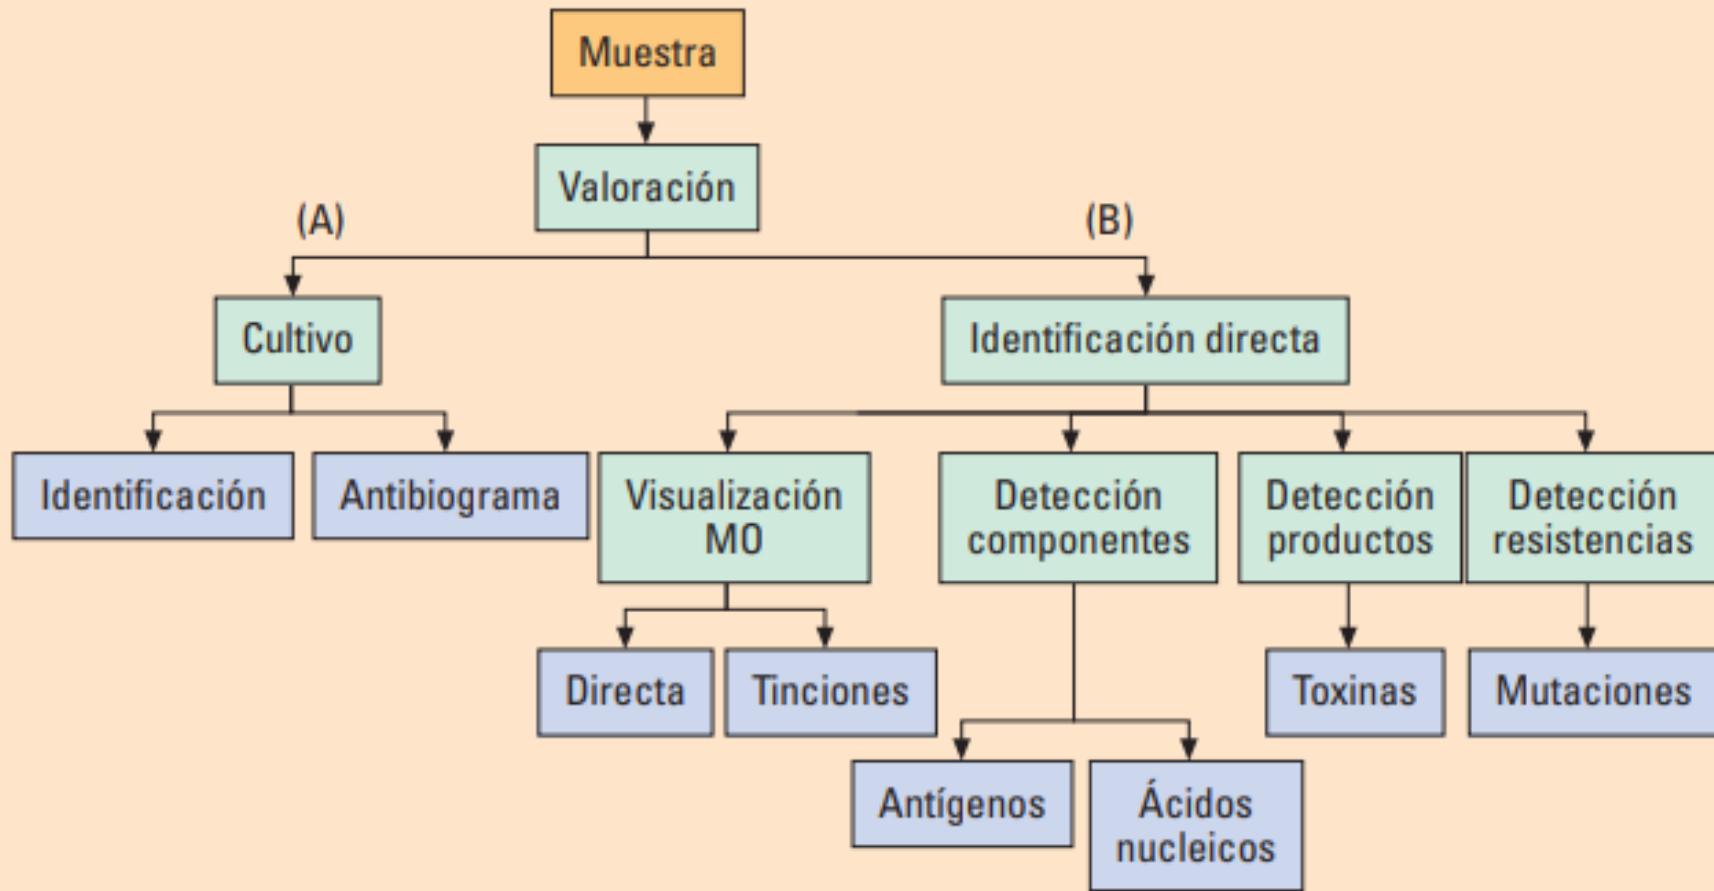 Muestra
Valoración
(A)
(B)
Cultivo
Identificación directa
Identificación
Antibiograma
Visualización
MO
Detección
componentes
Detección
productos
Detección
resistencias
Directa
Tinciones
Toxinas
Mutaciones
Antígenos
Ácidos
nucleicos